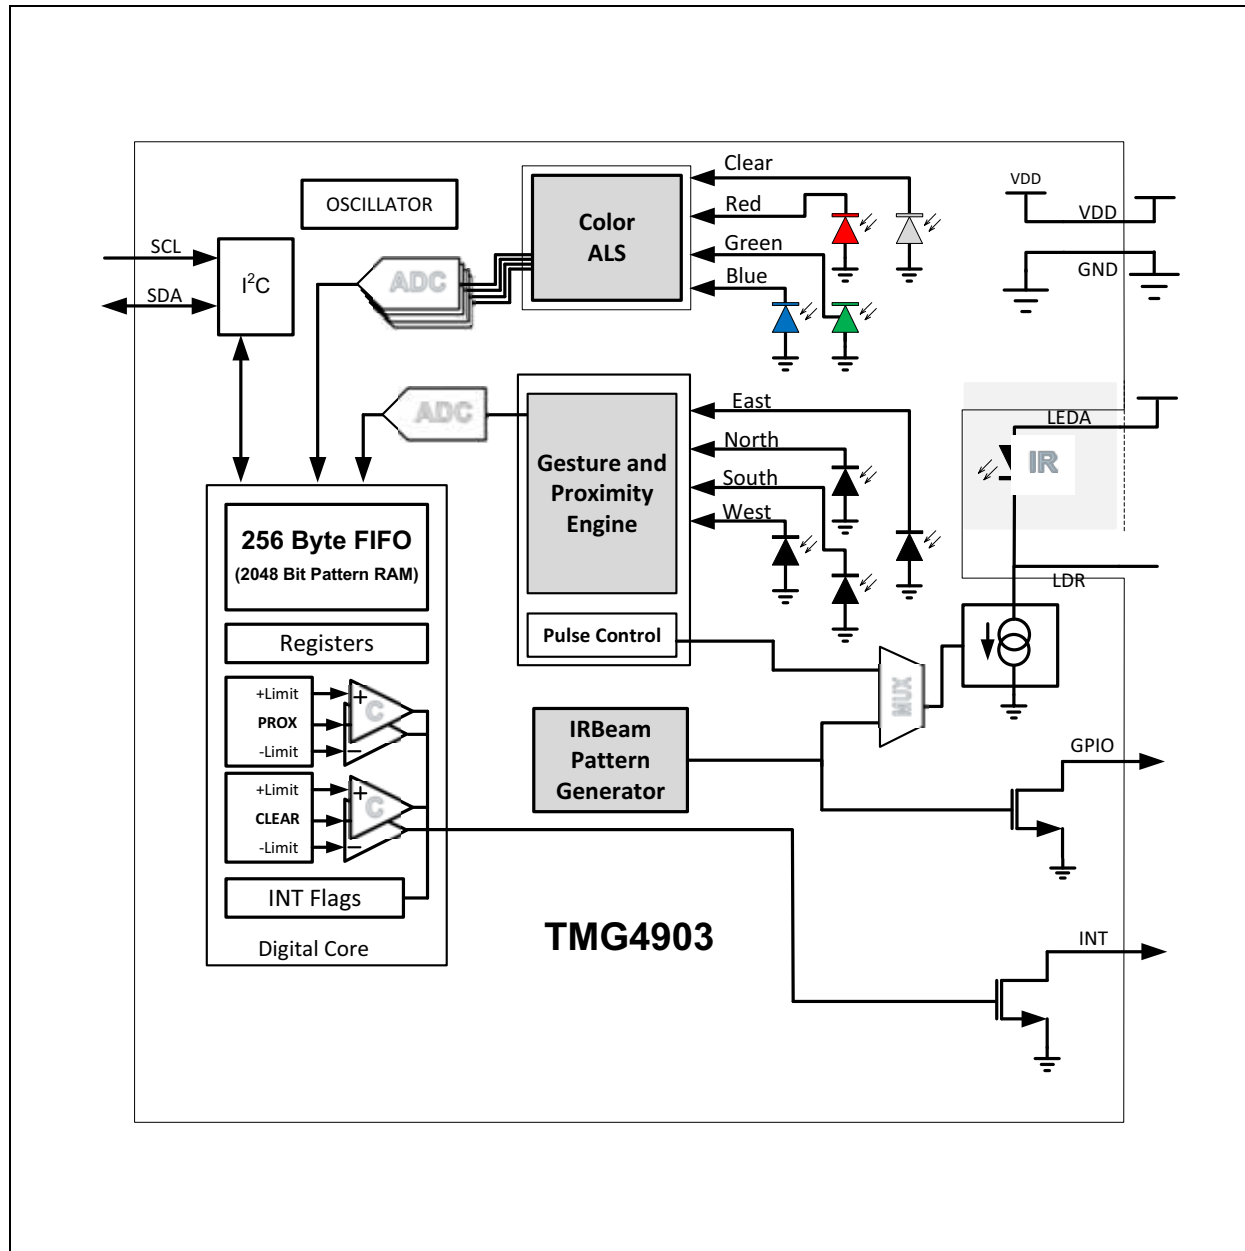 OSCILLATOR
SCL
SDA
I²C
ADC
Color
ALS
Clear
Red
Green
Blue
VDD
VDD
GND
ADC
Gesture and
Proximity
Engine
East
North
South
West
Pulse Control
LEDA
IR
LDR
256 Byte FIFO
(2048 Bit Pattern RAM)
Registers
+Limit
PROX
-Limit
+
C
−
+Limit
CLEAR
-Limit
+
C
−
INT Flags
Digital Core
IRBeam
Pattern
Generator
MUX
GPIO
INT
TMG4903